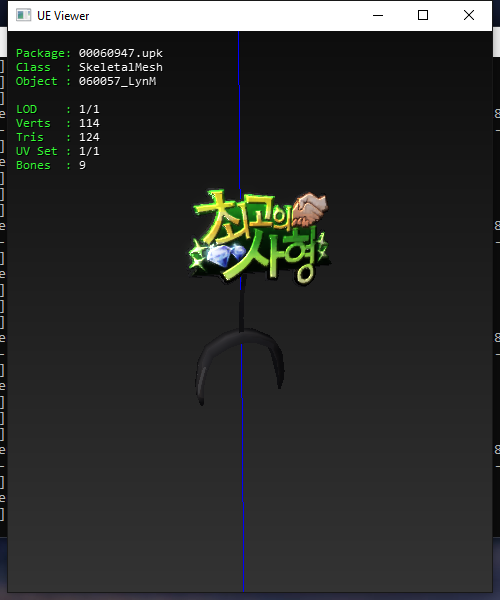 UE Viewer
Package: 00060947.upk
Class : SkeletalMesh
Object : 060057_LynM
LOD : 1/1
Verts : 114
Tris : 124
UV Set : 1/1
Bones : 9
최고의
사형